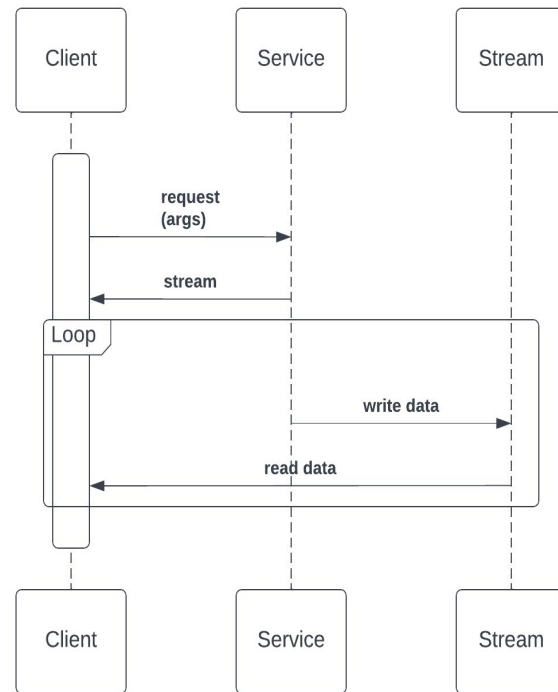 Client
Service
Stream
request
(args)
stream
Loop
write data
read data
Client
Service
Stream